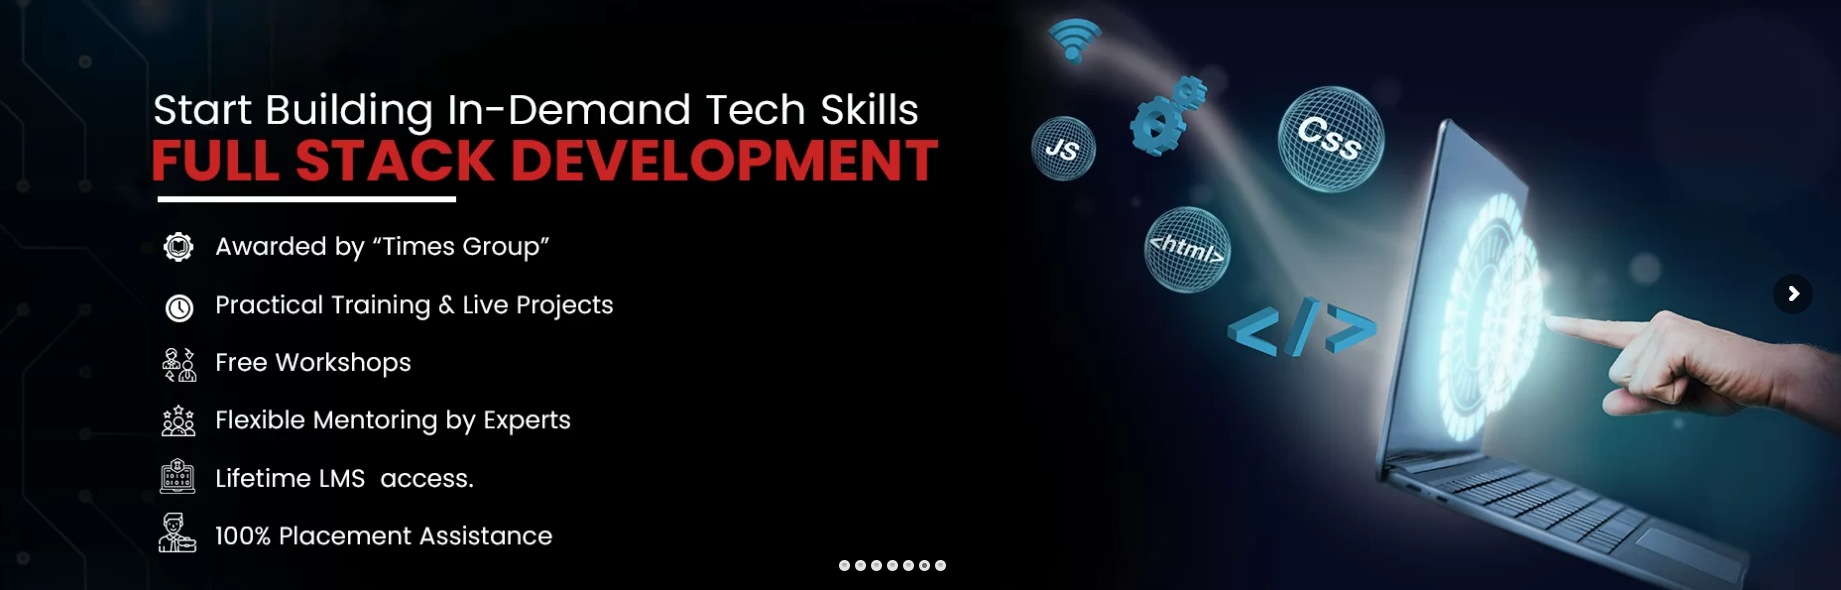 Start Building In-Demand Tech Skills
FULL STACK DEVELOPMENT
Awarded by “Times Group”
Practical Training & Live Projects
Free Workshops
Flexible Mentoring by Experts
Lifetime LMS  access.
100% Placement Assistance
JS
Css
<html>
</>